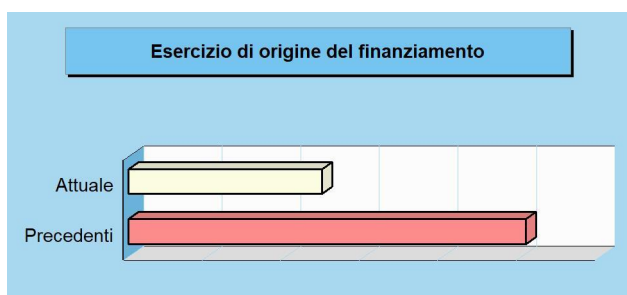 Esercizio di origine del finanziamento
Attuale
Precedenti